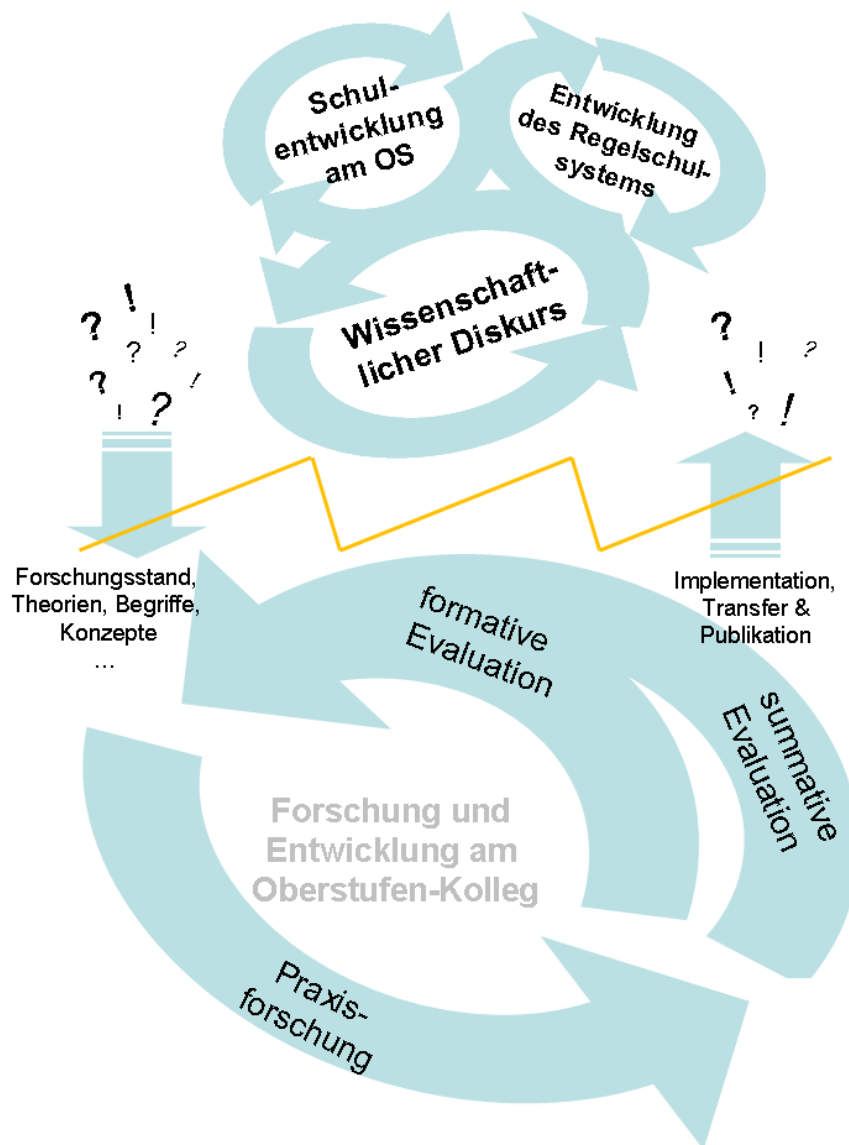 Schul-
entwicklung
am OS
Entwicklung
des Regelschul-
systems
Wissenschaft-
licher Diskurs
? ! !
? ?
? !
! ?
? !
?
! ?
! 
? !
Forschungsstand,
Theorien, Begriffe,
Konzepte
...
Implementation,
Transfer &
Publikation
formative
Evaluation
summative
Evaluation
Forschung und
Entwicklung am
Oberstufen-Kolleg
Praxis-
forschung